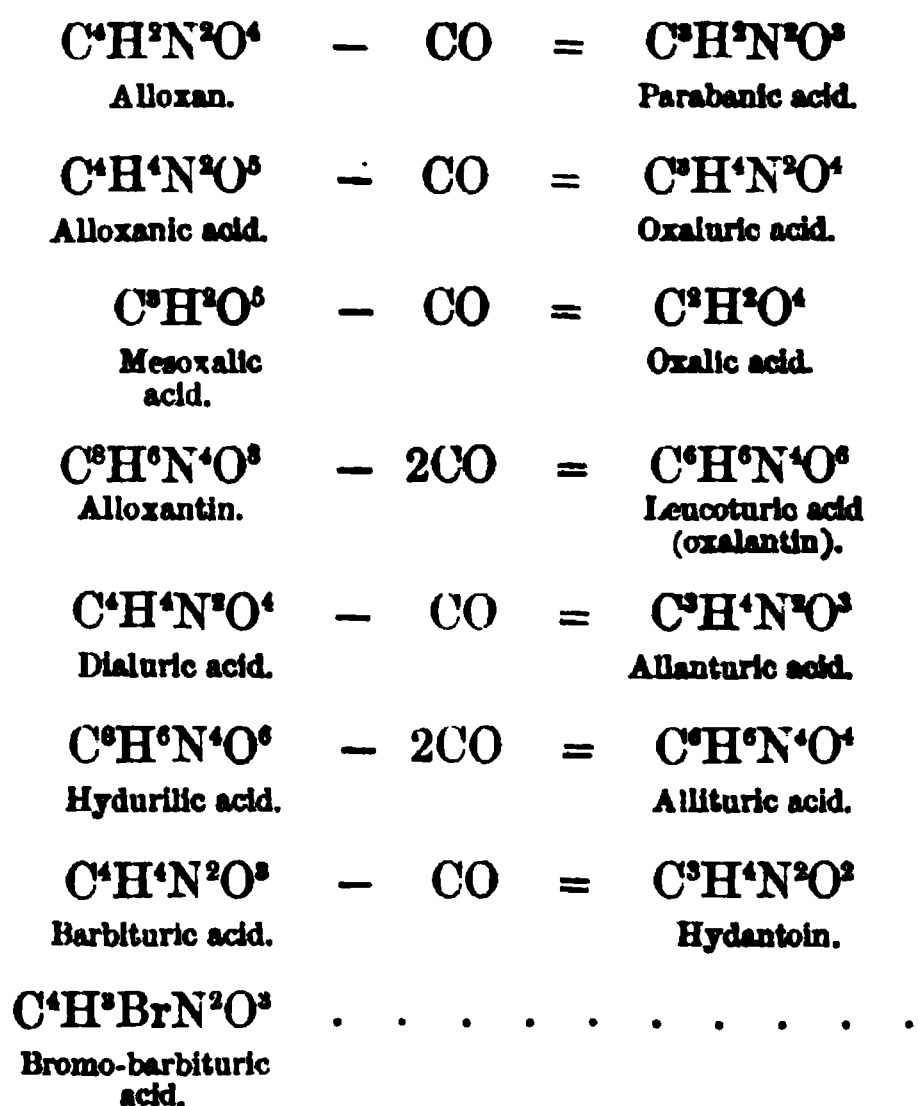 C⁴H²N²O⁴ – CO = C³H²N²O³
Alloxan. Parabanic acid.
C⁴H⁴N²O⁵ – CO = C³H⁴N²O⁴
Alloxanic acid. Oxaluric acid.
C³H²O⁵ – CO = C²H²O⁴
Mesoxalic Oxalic acid.
acid.
C⁸H⁶N⁴O⁸ – 2CO = C⁶H⁶N⁴O⁶
Alloxantin. Leucoturic acid
(oxalantin).
C⁴H⁴N²O⁴ – CO = C³H⁴N²O³
Dialuric acid. Allanturic acid.
C⁸H⁶N⁴O⁶ – 2CO = C⁶H⁶N⁴O⁴
Hydurilic acid. Allituric acid.
C⁴H⁴N²O³ – CO = C³H⁴N²O²
Barbituric acid. Hydantoin.
C⁴H³BrN²O³ . . . . . . . . . .
Bromo-barbituric
acid.